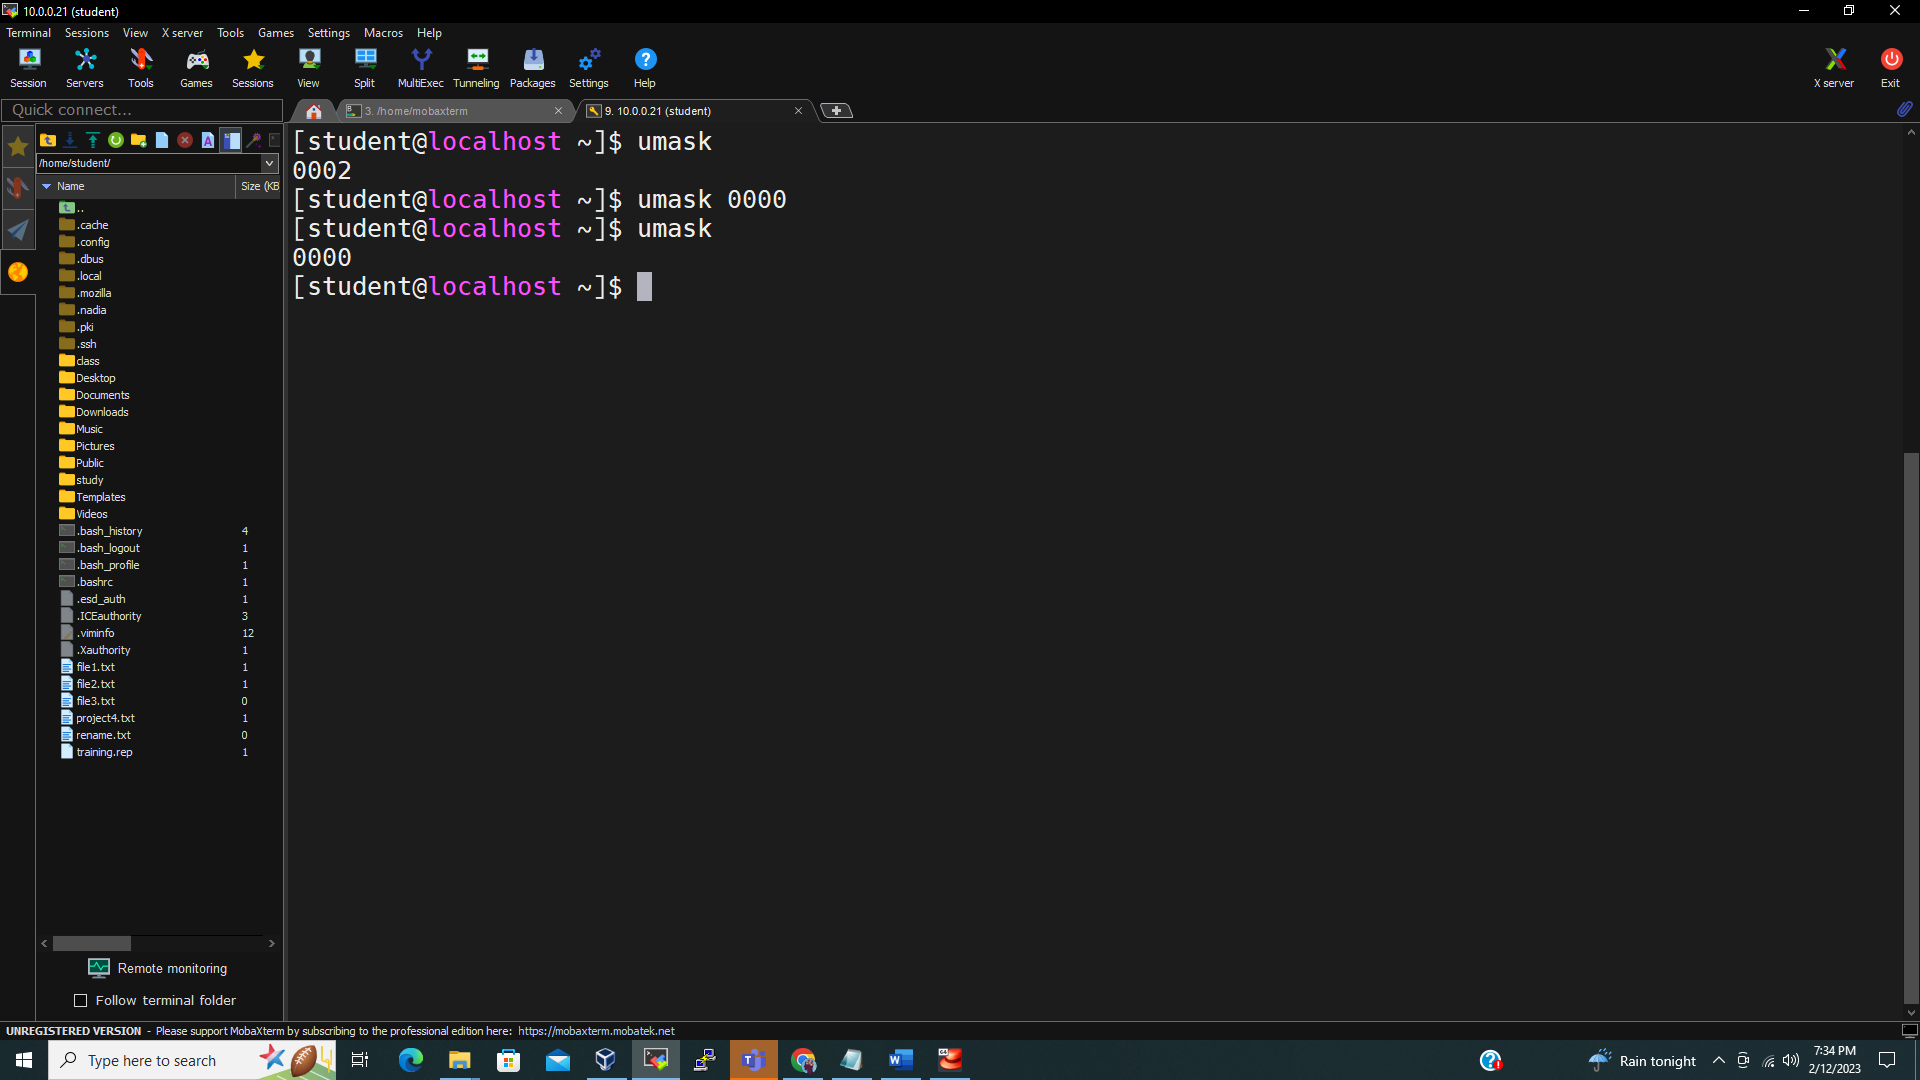 10.0.0.21 (student)
Terminal Sessions View X server Tools Games Settings Macros Help
Session Servers Tools Games Sessions View Split MultiExec Tunneling Packages Settings Help X server Exit
Quick connect...
3. /home/mobaxterm
9. 10.0.0.21 (student)
/home/student/
Name Size (KB
..
.cache
.config
.dbus
.local
.mozilla
.nadia
.pki
.ssh
class
Desktop
Documents
Downloads
Music
Pictures
Public
study
Templates
Videos
.bash_history 4
.bash_logout 1
.bash_profile 1
.bashrc 1
.esd_auth 1
.ICEauthority 3
.viminfo 12
.Xauthority 1
file1.txt 1
file2.txt 1
file3.txt 0
project4.txt 1
rename.txt 0
training.rep 1
Remote monitoring
Follow terminal folder
[student@localhost ~]$ umask
0002
[student@localhost ~]$ umask 0000
[student@localhost ~]$ umask
0000
[student@localhost ~]$
UNREGISTERED VERSION - Please support MobaXterm by subscribing to the professional edition here: https://mobaxterm.mobatek.net
Type here to search
Rain tonight
7:34 PM
2/12/2023